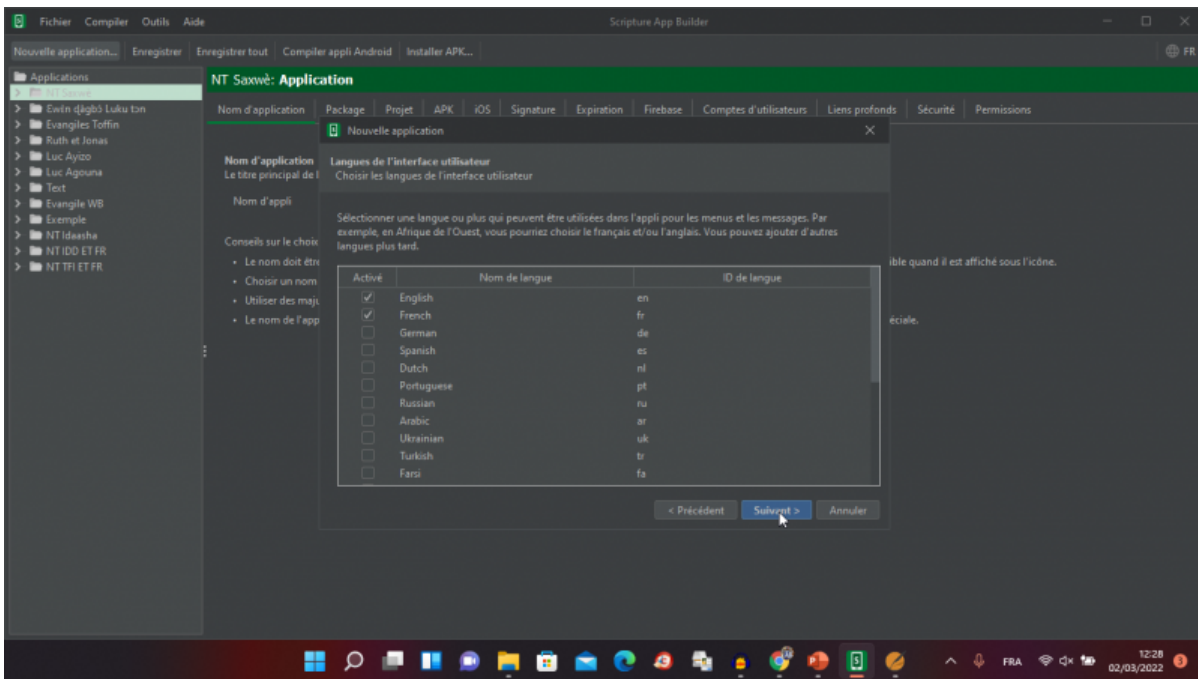 Fichier Compiler Outils Aide
Scripture App Builder
Nouvelle application... Enregistrer Enregistrer tout Compiler appli Android Installer APK... FR
Applications
NT Saxwè
Ewlin dagbó Luku tɔn
Evangiles Toffin
Ruth et Jonas
Luc Ayizo
Luc Agouna
Text
Evangile WB
Exemple
NT Idaasha
NT IDD ET FR
NT TFI ET FR
NT Saxwè: Application
Nom d'application Package Projet APK iOS Signature Expiration Firebase Comptes d'utilisateurs Liens profonds Sécurité Permissions
Nom d'application
Le titre principal de l
Nom d'appli
Conseils sur le choix
• Le nom doit être
• Choisir un nom
• Utiliser des maju
• Le nom de l'app
ible quand il est affiché sous l'icône.
éciale.
Nouvelle application
Langues de l'interface utilisateur
Choisir les langues de l'interface utilisateur
Sélectionner une langue ou plus qui peuvent être utilisées dans l'appli pour les menus et les messages. Par
exemple, en Afrique de l'Ouest, vous pourriez choisir le français et/ou l'anglais. Vous pouvez ajouter d'autres
langues plus tard.
Activé Nom de langue ID de langue
English en
French fr
German de
Spanish es
Dutch nl
Portuguese pt
Russian ru
Arabic ar
Ukrainian uk
Turkish tr
Farsi fa
< Précédent Suivant > Annuler
FRA
12:28
02/03/2022
3